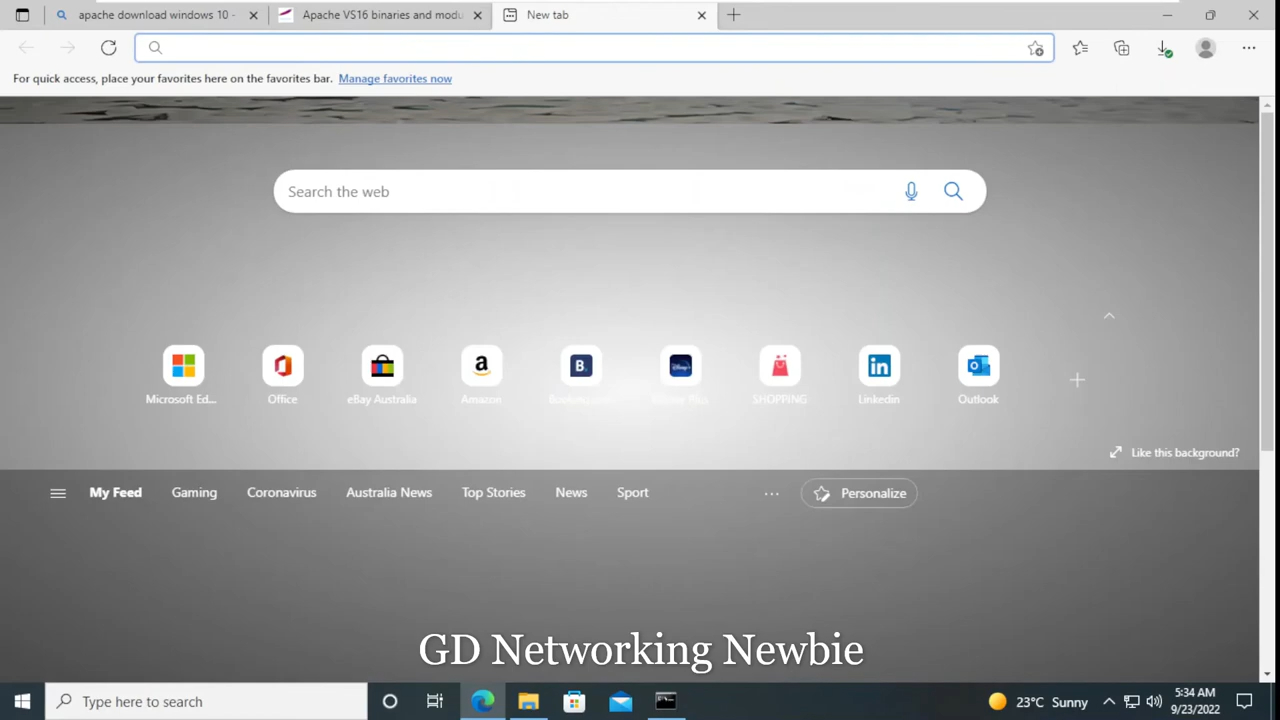 apache download windows 10 -
Apache VS16 binaries and modu
New tab
For quick access, place your favorites here on the favorites bar. Manage favorites now
Search the web
Microsoft Ed...
Office
eBay Australia
Amazon
SHOPPING
Linkedin
Outlook
Like this background?
My Feed
Gaming
Coronavirus
Australia News
Top Stories
News
Sport
Personalize
GD Networking Newbie
Type here to search
23°C Sunny
5:34 AM
9/23/2022